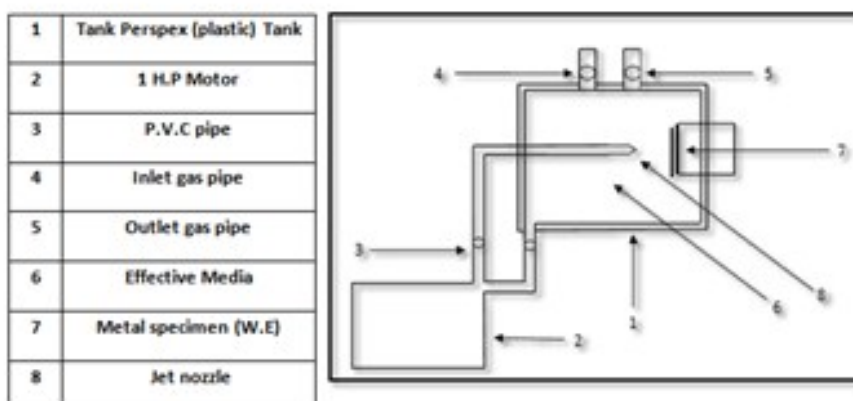 1 Tank Perspex (plastic) Tank
2 1 H.P Motor
3 P.V.C pipe
4 Inlet gas pipe
5 Outlet gas pipe
6 Effective Media
7 Metal specimen (W.E)
8 Jet nozzle
4 5
7
3
8
6
1
2